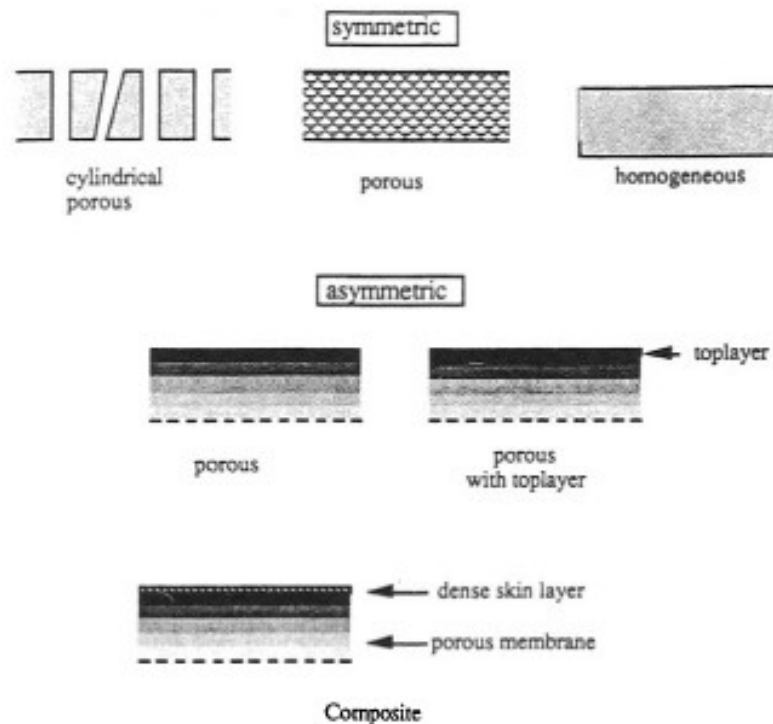 symmetric
cylindrical
porous
porous
homogeneous
asymmetric
toplayer
porous
porous
with toplayer
dense skin layer
porous membrane
Composite